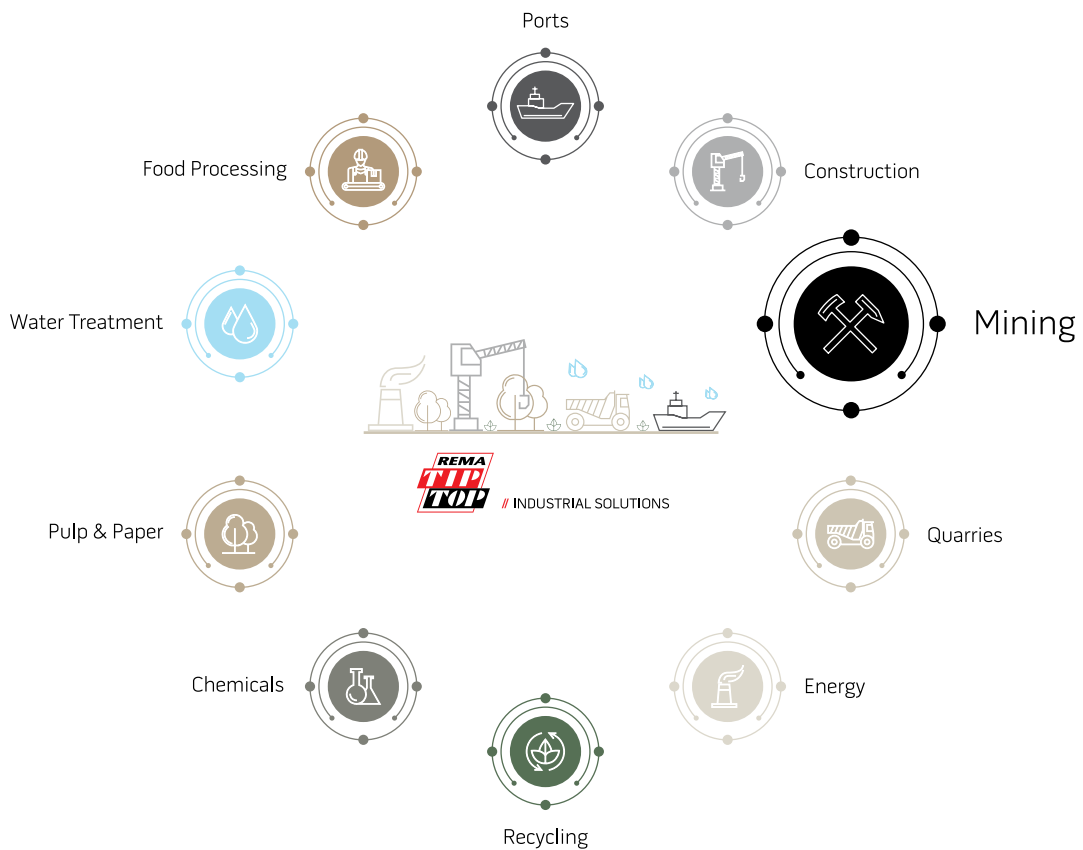 Ports
Food Processing
Construction
Water Treatment
Mining
REMA
TIP
TOP
// INDUSTRIAL SOLUTIONS
Pulp & Paper
Quarries
Chemicals
Energy
Recycling